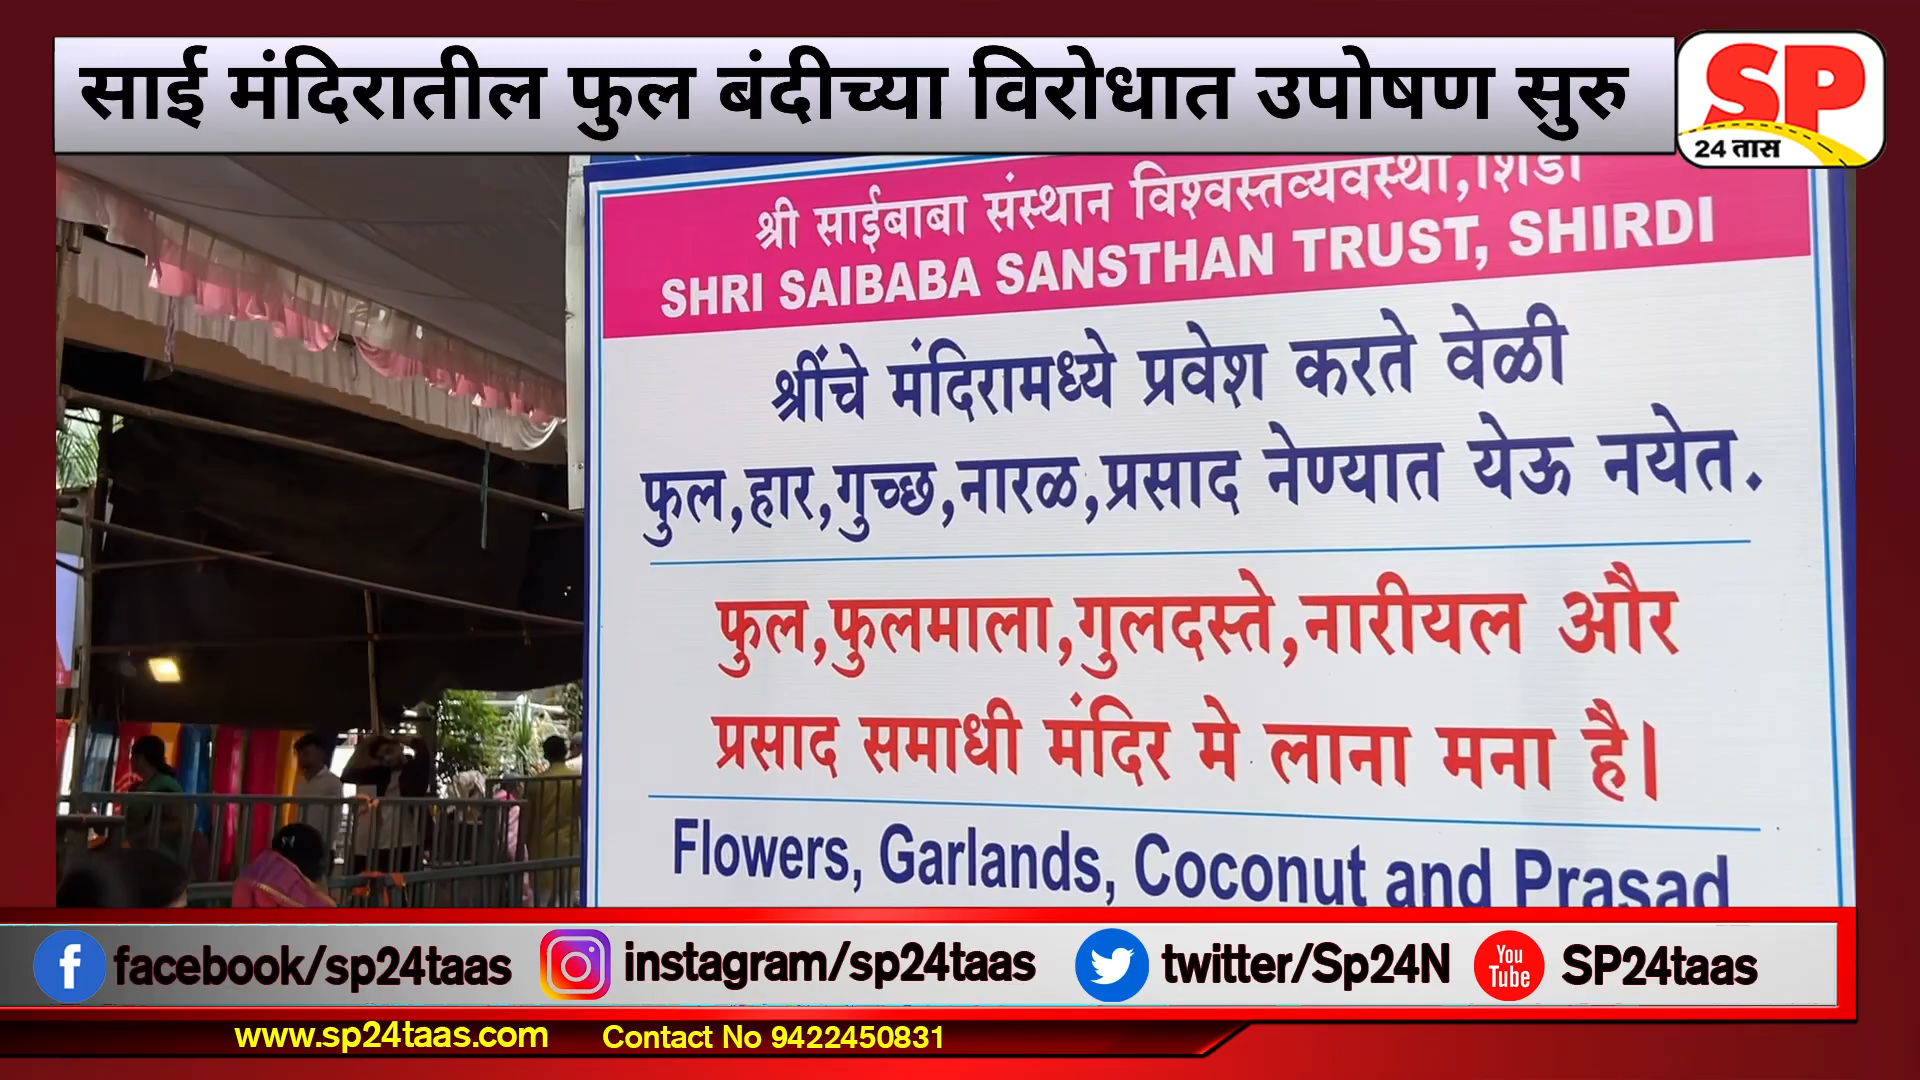 साई मंदिरातील फुल बंदीच्या विरोधात उपोषण सुरु
SP
24 तास
श्री साईबाबा संस्थान विश्वस्तव्यवस्था, शिर्डी
SHRI SAIBABA SANSTHAN TRUST, SHIRDI
श्रींचे मंदिरामध्ये प्रवेश करते वेळी
फुल,हार,गुच्छ,नारळ,प्रसाद नेण्यात येऊ नयेत.
फुल,फुलमाला,गुलदस्ते,नारीयल और
प्रसाद समाधी मंदिर मे लाना मना है।
Flowers, Garlands, Coconut and Prasad
facebook/sp24taas instagram/sp24taas twitter/Sp24N You Tube SP24taas
www.sp24taas.com Contact No 9422450831